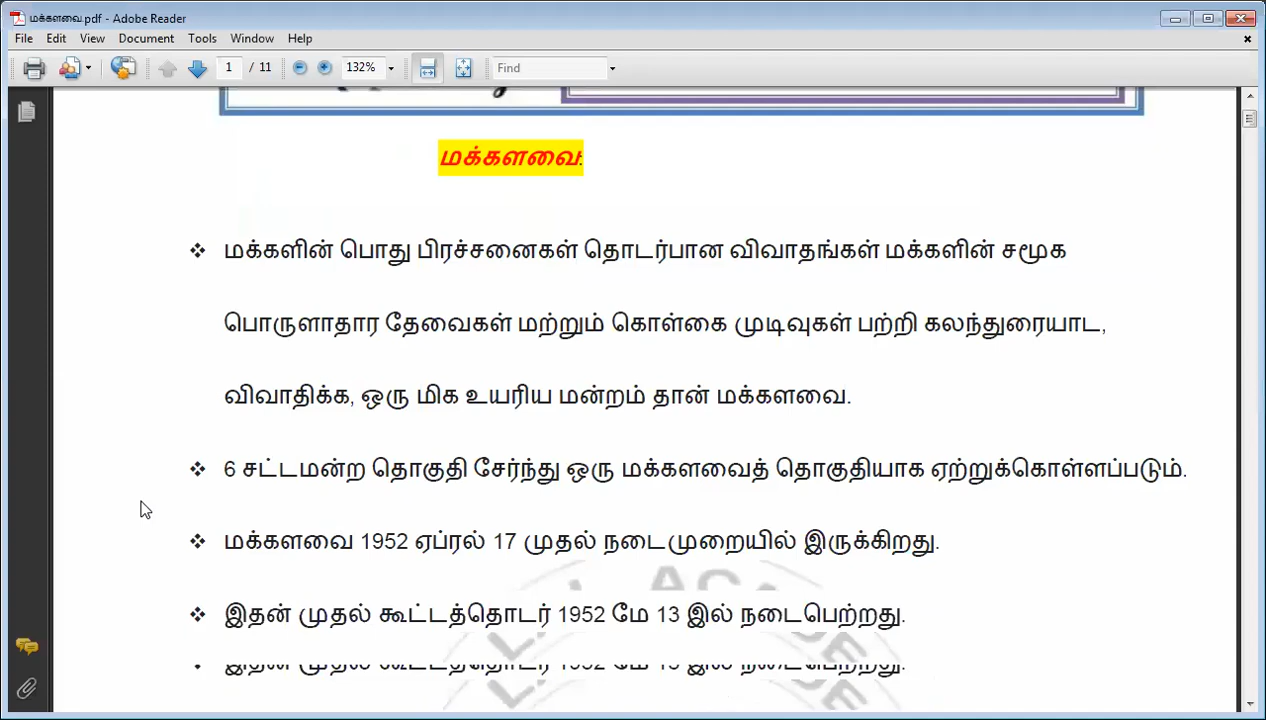 மக்களவை.pdf - Adobe Reader
File Edit View Document Tools Window Help
1 / 11 132% Find
மக்களவை:
❖ மக்களின் பொது பிரச்சனைகள் தொடர்பான விவாதங்கள் மக்களின் சமூக
பொருளாதார தேவைகள் மற்றும் கொள்கை முடிவுகள் பற்றி கலந்துரையாட,
விவாதிக்க, ஒரு மிக உயரிய மன்றம் தான் மக்களவை.
❖ 6 சட்டமன்ற தொகுதி சேர்ந்து ஒரு மக்களவைத் தொகுதியாக ஏற்றுக்கொள்ளப்படும்.
❖ மக்களவை 1952 ஏப்ரல் 17 முதல் நடைமுறையில் இருக்கிறது.
❖ இதன் முதல் கூட்டத்தொடர் 1952 மே 13 இல் நடைபெற்றது.